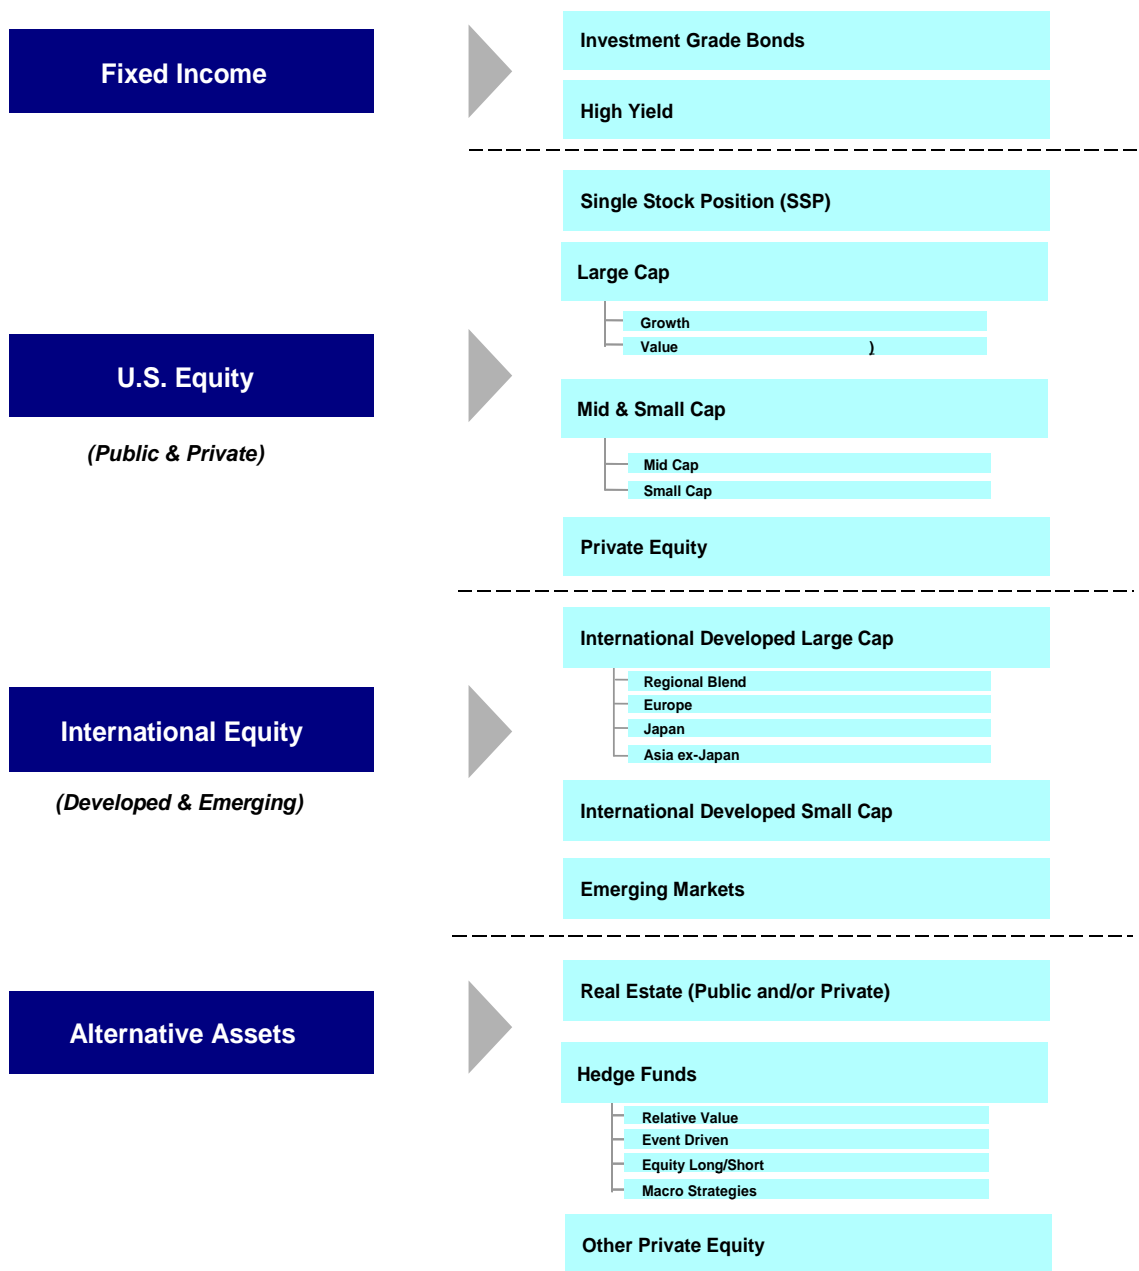 Fixed Income
Investment Grade Bonds
High Yield
U.S. Equity
(Public & Private)
Single Stock Position (SSP)
Large Cap
Growth
Value )
Mid & Small Cap
Mid Cap
Small Cap
Private Equity
International Equity
(Developed & Emerging)
International Developed Large Cap
Regional Blend
Europe
Japan
Asia ex-Japan
International Developed Small Cap
Emerging Markets
Alternative Assets
Real Estate (Public and/or Private)
Hedge Funds
Relative Value
Event Driven
Equity Long/Short
Macro Strategies
Other Private Equity